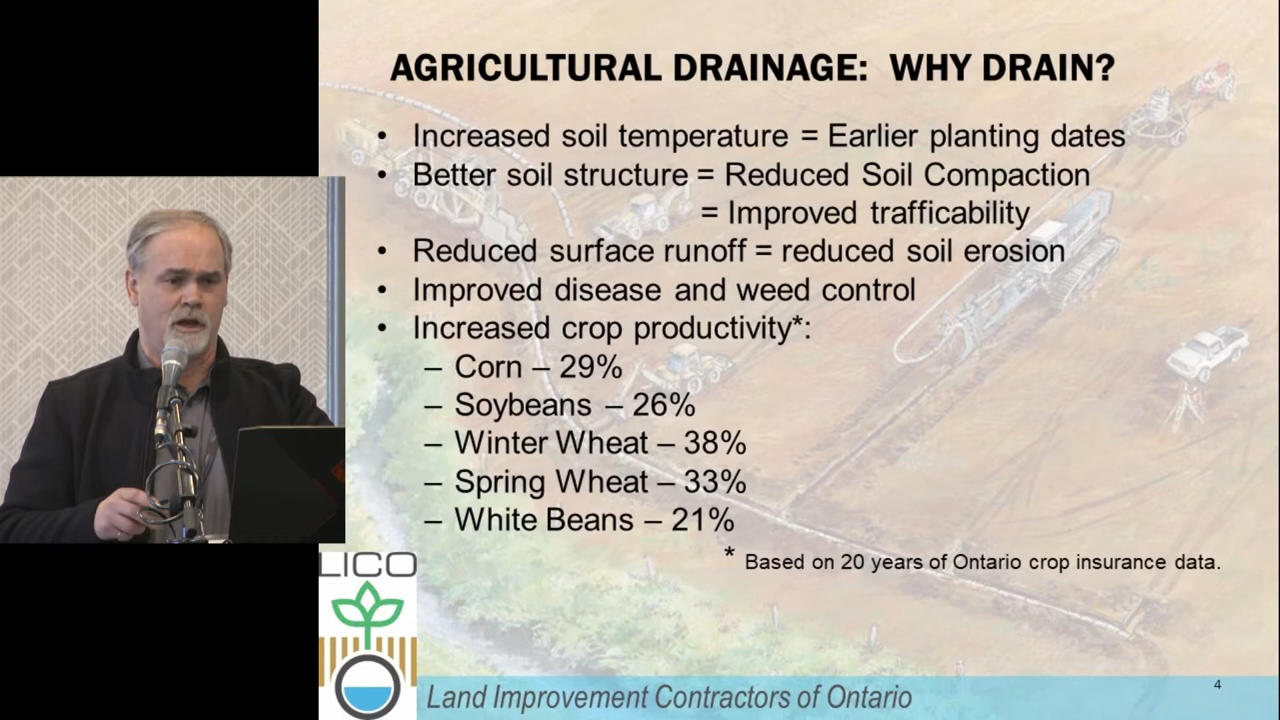 AGRICULTURAL DRAINAGE: WHY DRAIN?
• Increased soil temperature = Earlier planting dates
• Better soil structure = Reduced Soil Compaction
= Improved trafficability
• Reduced surface runoff = reduced soil erosion
• Improved disease and weed control
• Increased crop productivity*:
– Corn – 29%
– Soybeans – 26%
– Winter Wheat – 38%
– Spring Wheat – 33%
– White Beans – 21%
* Based on 20 years of Ontario crop insurance data.
LICO
Land Improvement Contractors of Ontario
4